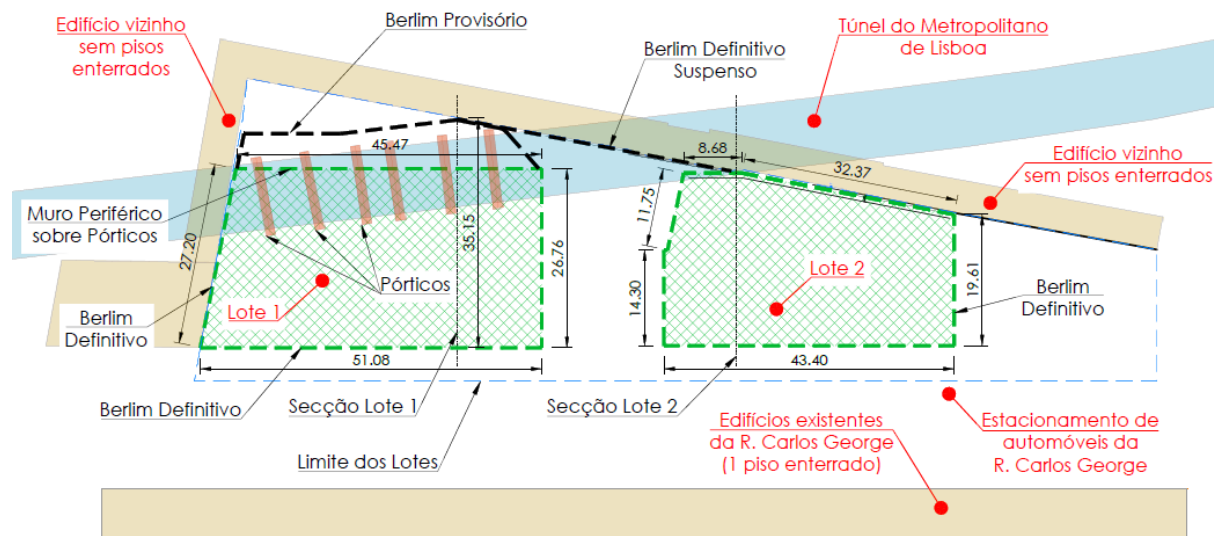 Edifício vizinho
sem pisos
enterrados
Berlim Provisório
Berlim Definitivo
Suspenso
Túnel do Metropolitano
de Lisboa
45.47
8.68
32.37
Edifício vizinho
sem pisos enterrados
Muro Periférico
sobre Pórticos
27.20
35.15
26.76
11.75
14.30
19.61
Pórticos
Lote 1
Lote 2
Berlim
Definitivo
Berlim
Definitivo
51.08
43.40
Berlim Definitivo
Secção Lote 1
Secção Lote 2
Limite dos Lotes
Edifícios existentes
da R. Carlos George
(1 piso enterrado)
Estacionamento de
automóveis da
R. Carlos George